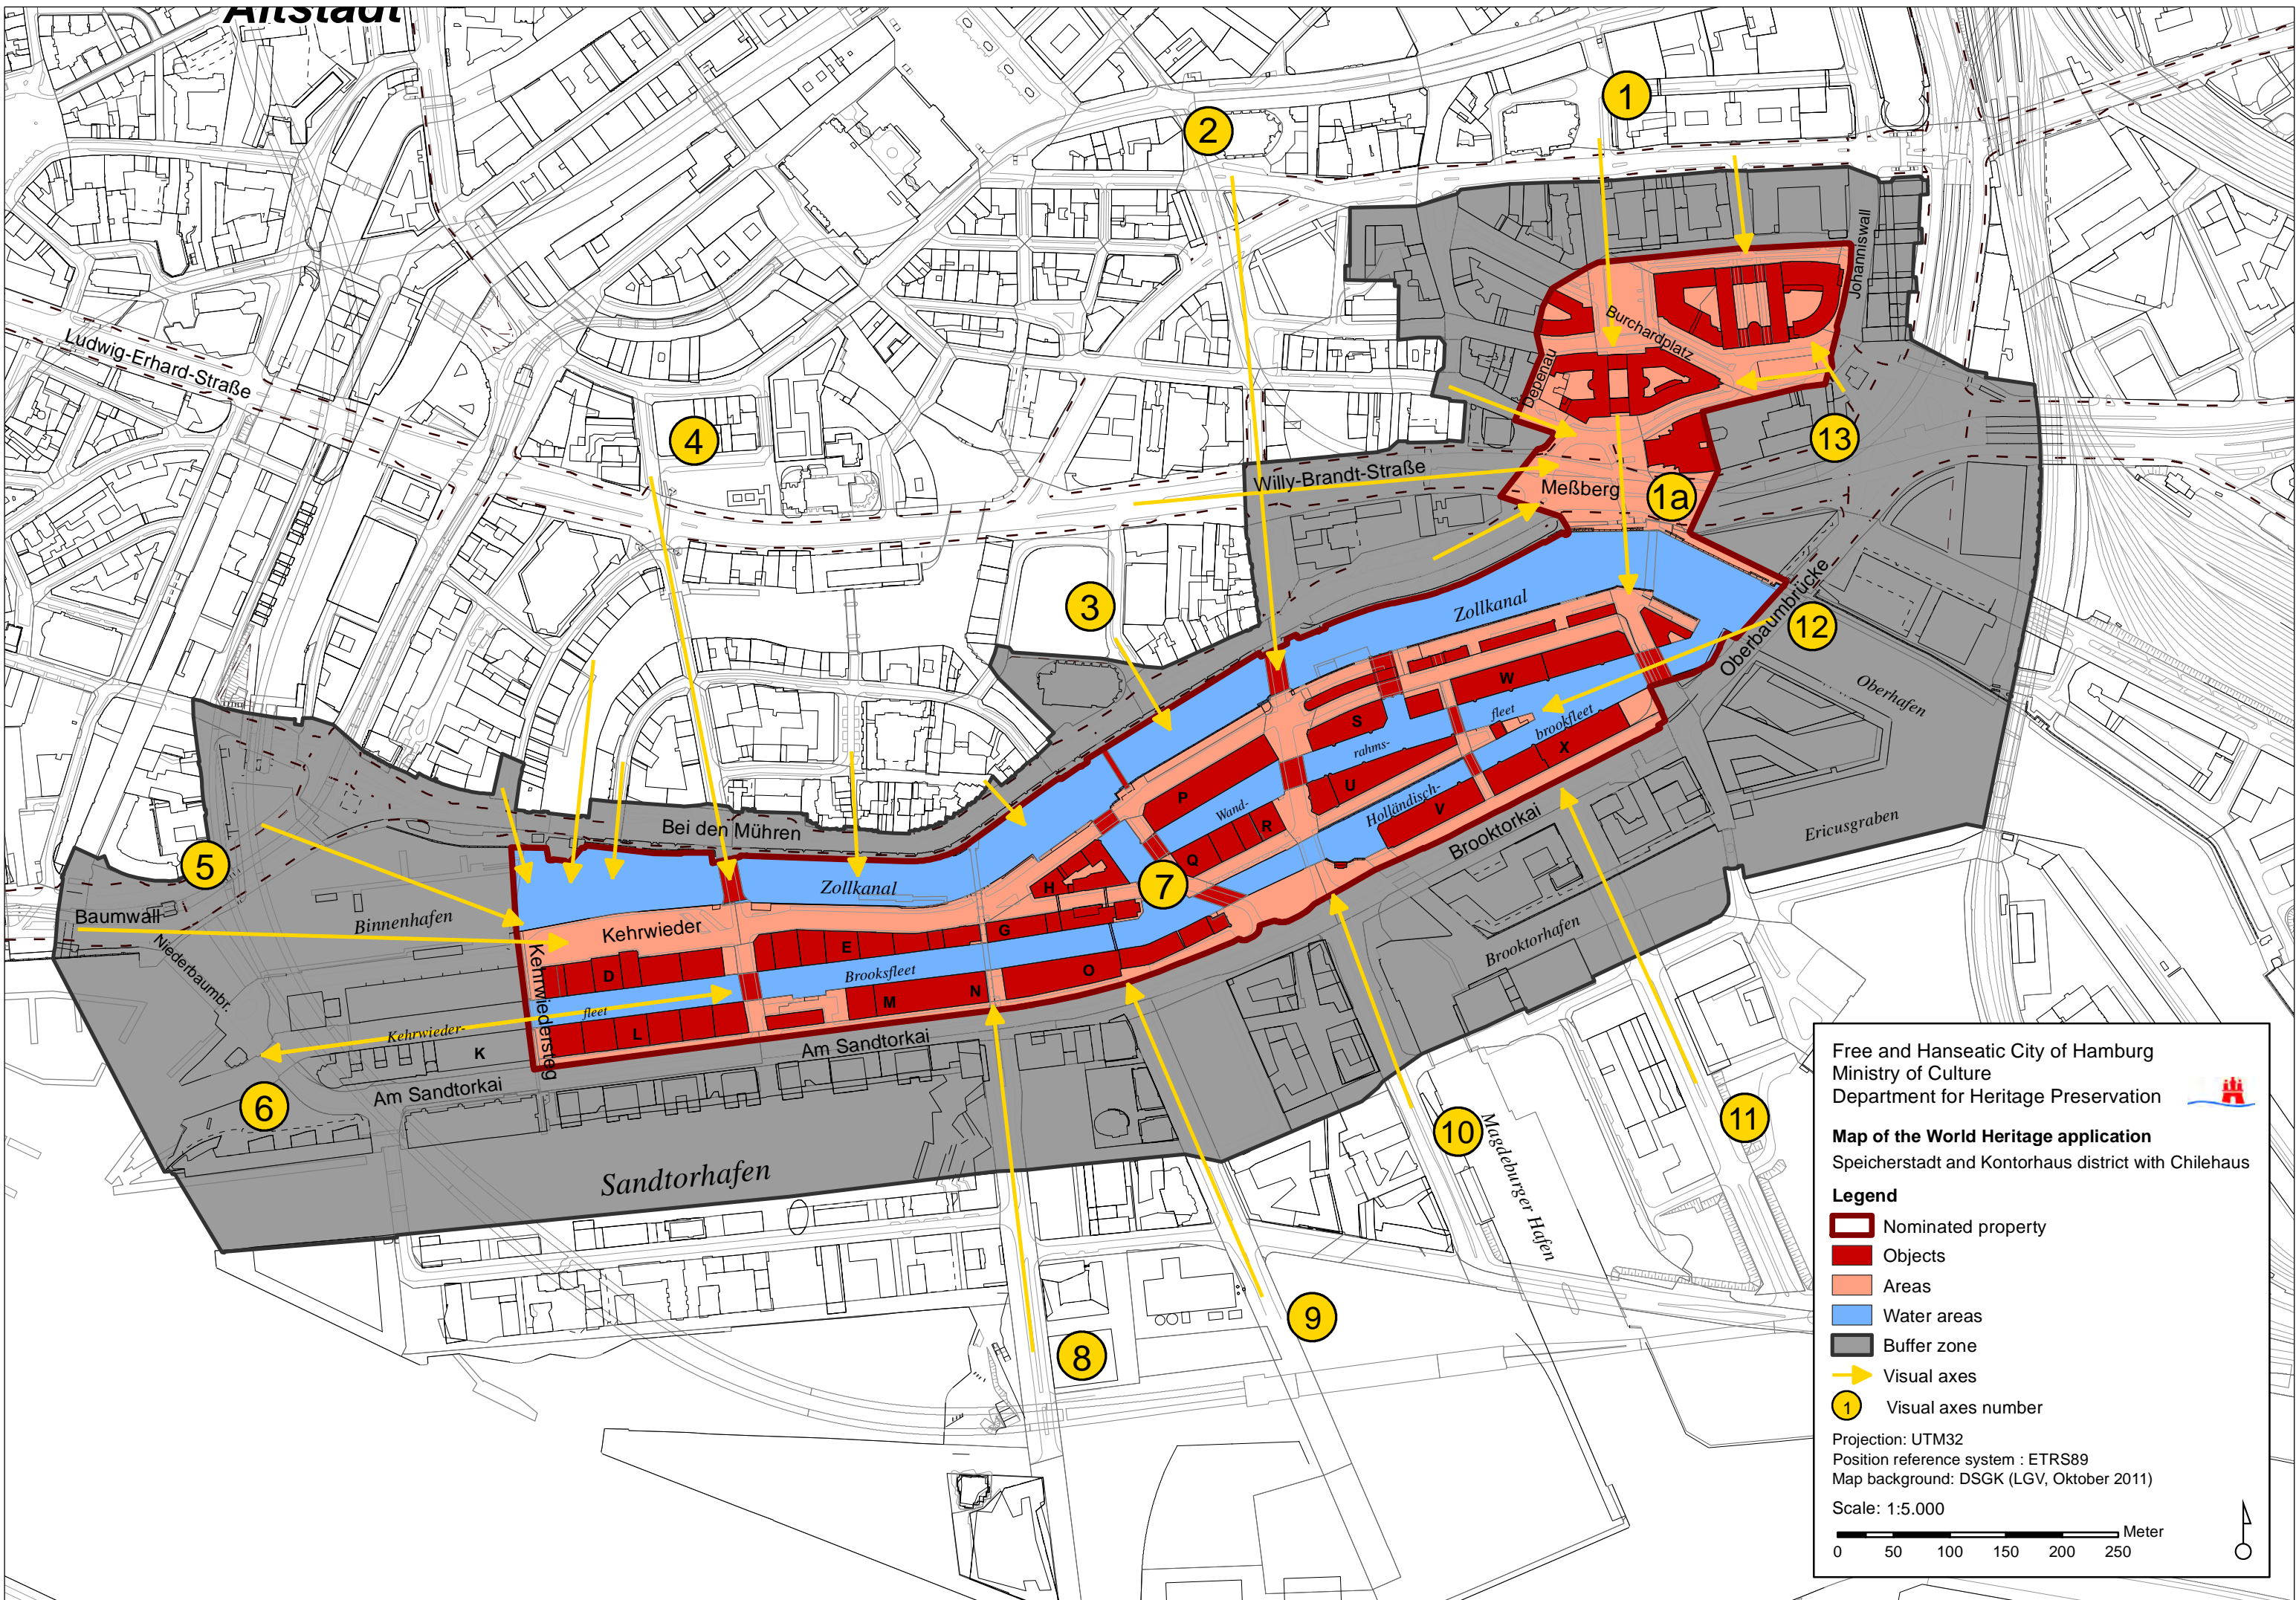 Altstadt
1
2
Johanniswall
Burchardplatz
Ludwig-Erhard-Straße
Depenau
4
13
Willy-Brandt-Straße
Meßberg
1a
3
Zollkanal
Oberbaumbrücke
12
W
Oberhafen
S
fleet
brookfleet
rahms-
X
U
P
Wand-
Holländisch-
V
R
Bei den Mühren
Brooktorkai
Ericusgraben
5
Q
7
H
Zollkanal
Baumwall
Binnenhafen
Kehrwieder
G
E
Brooktorhafen
Niederbaumbr.
Kehrwiedersteg
D
Brooksfleet
O
N
M
fleet
Kehrwieder-
L
K
Am Sandtorkai
Am Sandtorkai
6
Sandtorhafen
10
Magdeburger Hafen
11
9
8
Free and Hanseatic City of Hamburg
Ministry of Culture
Department for Heritage Preservation
Map of the World Heritage application
Speicherstadt and Kontorhaus district with Chilehaus
Legend
Nominated property
Objects
Areas
Water areas
Buffer zone
Visual axes
1 Visual axes number
Projection: UTM32
Position reference system : ETRS89
Map background: DSGK (LGV, Oktober 2011)
Scale: 1:5.000
Meter
0 50 100 150 200 250